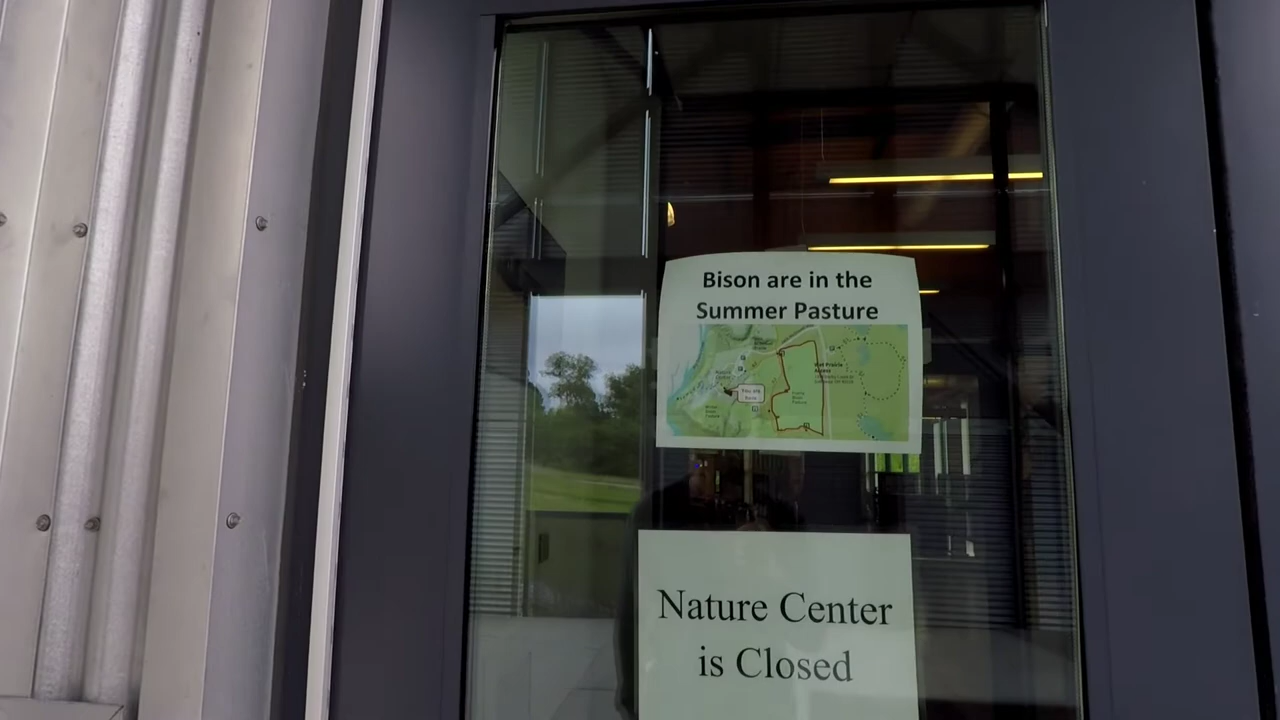 Bison are in the
Summer Pasture
Nature Center
is Closed